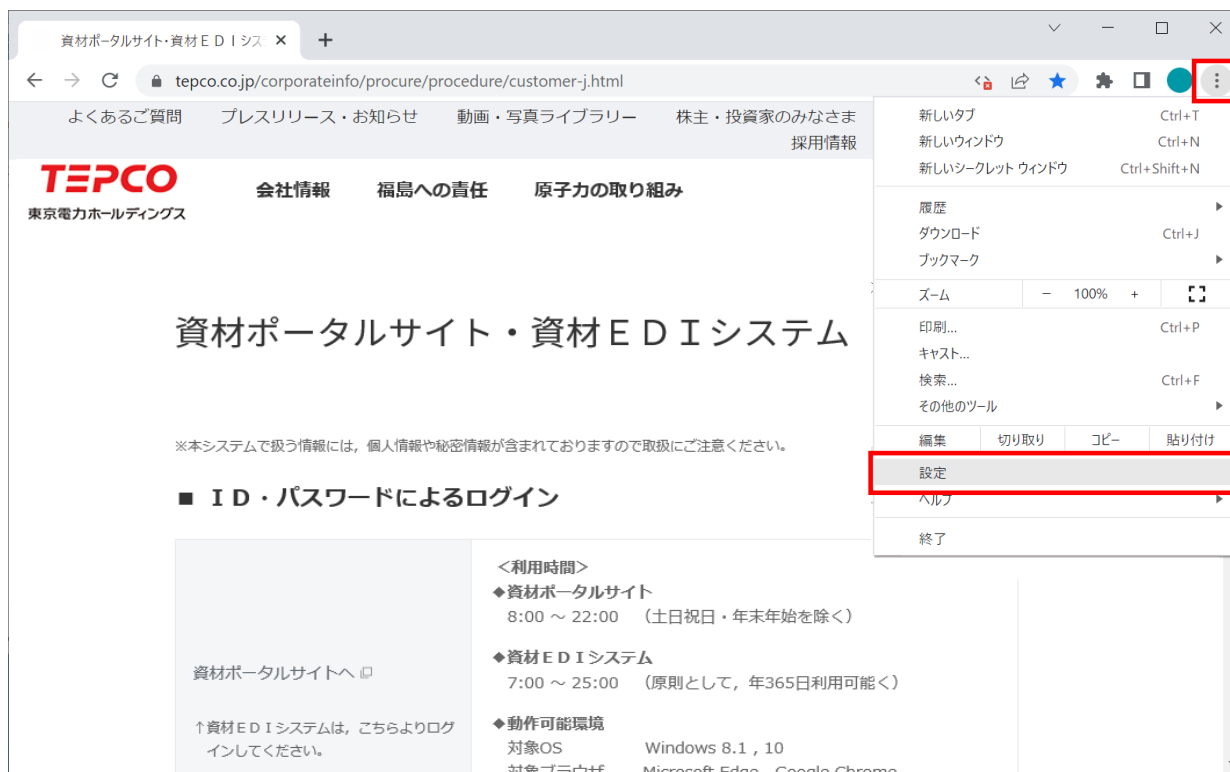 資材ポータルサイト・資材ＥＤＩシス
tepco.co.jp/corporateinfo/procure/procedure/customer-j.html
よくあるご質問 プレスリリース・お知らせ 動画・写真ライブラリー 株主・投資家のみなさま
採用情報
TEPCO
東京電力ホールディングス
会社情報 福島への責任 原子力の取り組み
新しいタブ Ctrl+T
新しいウィンドウ Ctrl+N
新しいシークレット ウィンドウ Ctrl+Shift+N
履歴
ダウンロード Ctrl+J
ブックマーク
ズーム － 100% +
印刷... Ctrl+P
キャスト...
検索... Ctrl+F
その他のツール
編集 切り取り コピー 貼り付け
設定
ヘルプ
終了
資材ポータルサイト・資材ＥＤＩシステム
※本システムで扱う情報には，個人情報や秘密情報が含まれておりますので取扱にご注意ください。
■ ＩＤ・パスワードによるログイン
資材ポータルサイトへ
↑資材ＥＤＩシステムは，こちらよりログ
インしてください。
＜利用時間＞
◆資材ポータルサイト
8:00 ～ 22:00 （土日祝日・年末年始を除く）
◆資材ＥＤＩシステム
7:00 ～ 25:00 （原則として，年365日利用可能く）
◆動作可能環境
対象OS Windows 8.1 , 10
対象ブラウザ Microsoft Edge , Google Chrome